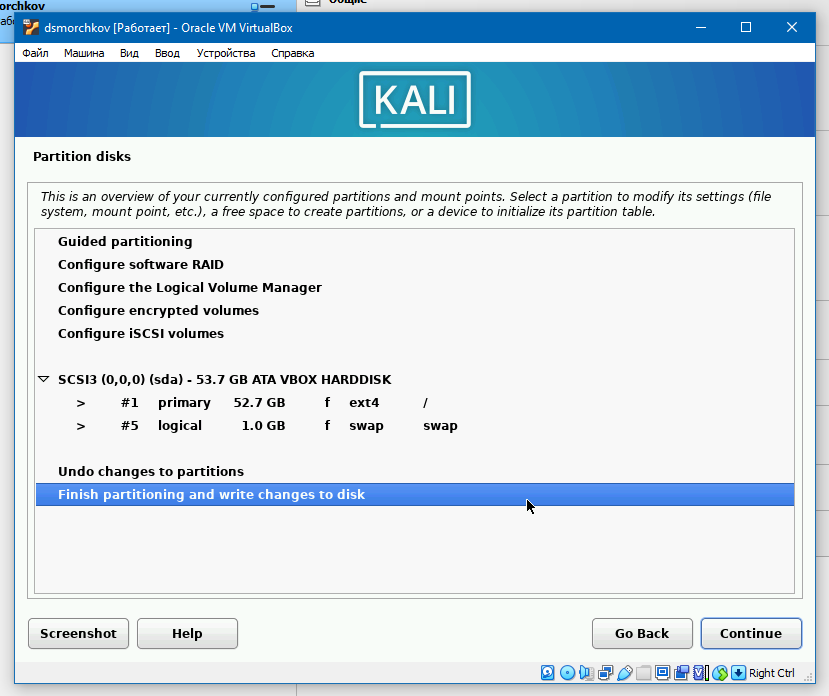 orchkov
Общие
dsmorchkov [Работает] - Oracle VM VirtualBox
Файл Машина Вид Ввод Устройства Справка
KALI
Partition disks
This is an overview of your currently configured partitions and mount points. Select a partition to modify its settings (file
system, mount point, etc.), a free space to create partitions, or a device to initialize its partition table.
Guided partitioning
Configure software RAID
Configure the Logical Volume Manager
Configure encrypted volumes
Configure iSCSI volumes
SCSI3 (0,0,0) (sda) - 53.7 GB ATA VBOX HARDDISK
> #1 primary 52.7 GB f ext4 /
> #5 logical 1.0 GB f swap swap
Undo changes to partitions
Finish partitioning and write changes to disk
Screenshot Help Go Back Continue
Right Ctrl